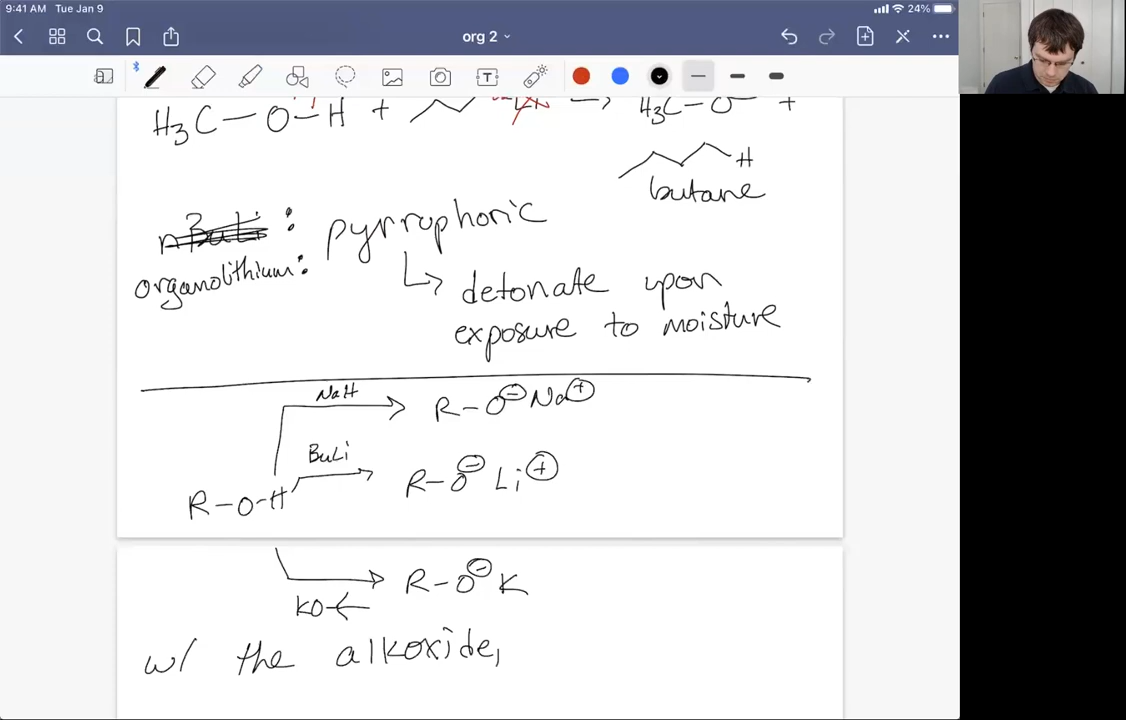 9:41 AM Tue Jan 9
24%
org 2
H₃C—O—H + → H₃C—O +
H
butane
nBuLi :
pyrrophoric
organolithium:
↳ detonate upon
exposure to moisture
NaH
R-O⊖Na⊕
BuLi
R-O⊖ Li⊕
R-O-H
R-O⊖ K
KO
w/ the alkoxide,